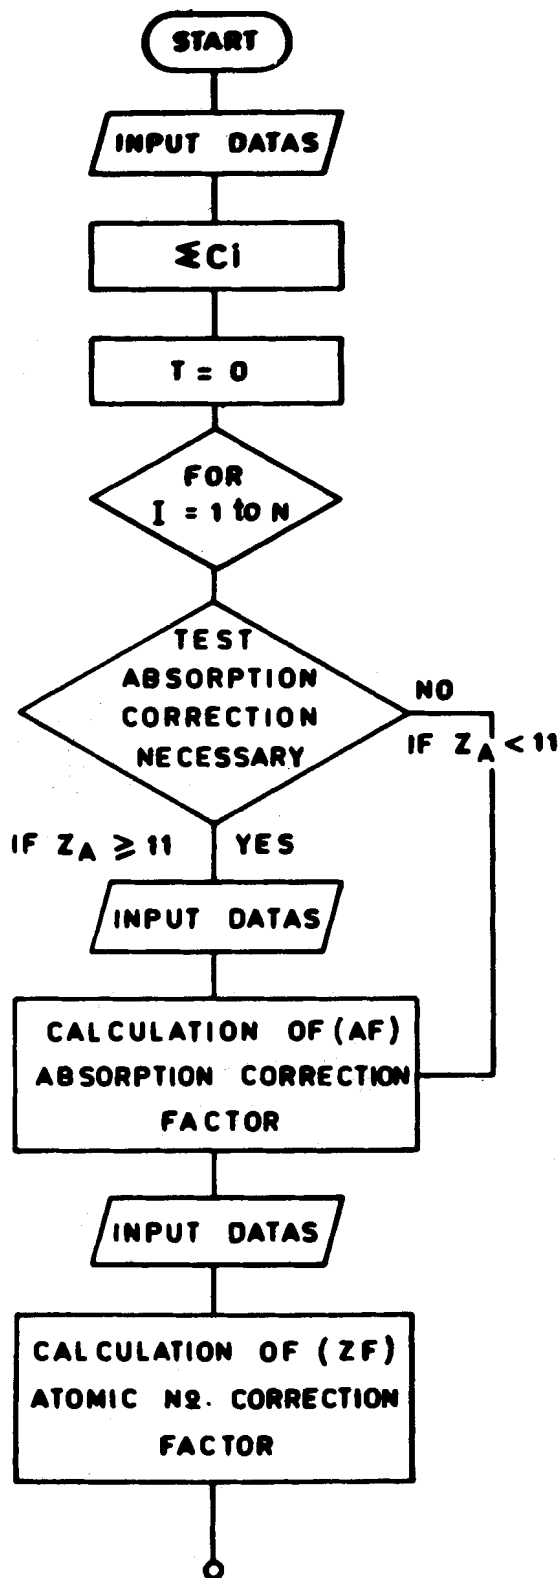 START
INPUT DATAS
ΣCi
T = 0
FOR
I = 1 to N
TEST
ABSORPTION
CORRECTION
NECESSARY
NO
IF Z_A < 11
IF Z_A ⩾ 11
YES
INPUT DATAS
CALCULATION OF (AF)
ABSORPTION CORRECTION
FACTOR
INPUT DATAS
CALCULATION OF (ZF)
ATOMIC Nº. CORRECTION
FACTOR